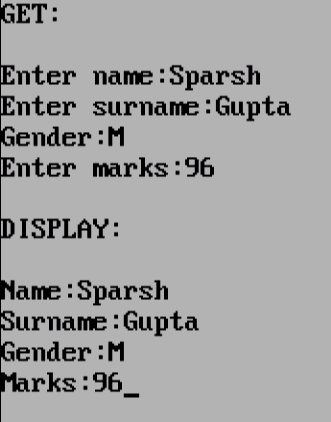 GET:
Enter name:Sparsh
Enter surname:Gupta
Gender:M
Enter marks:96
DISPLAY:
Name:Sparsh
Surname:Gupta
Gender:M
Marks:96_